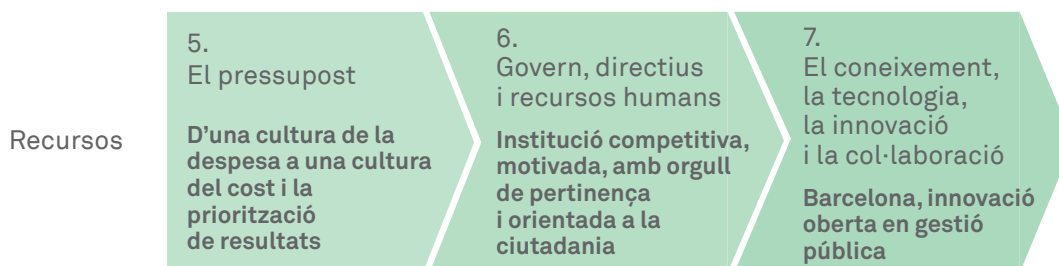 Recursos
5.
El pressupost
D’una cultura de la
despesa a una cultura
del cost i la
priorització
de resultats
6.
Govern, directius
i recursos humans
Institució competitiva,
motivada, amb orgull
de pertinença
i orientada a la
ciutadania
7.
El coneixement,
la tecnologia,
la innovació
i la col·laboració
Barcelona, innovació
oberta en gestió
pública